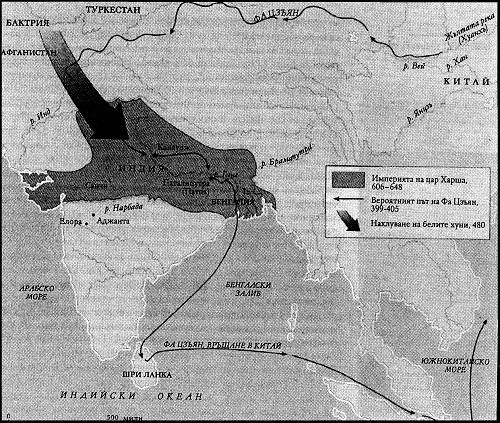 ТУРКЕСТАН
БАКТРИЯ
ФА ЦЗЪЯН
Жълтата река
(Хуанхъ)
АФГАНИСТАН
р. Хан
р. Вей
КИТАЙ
р. Инд
р. Янцзъ
Канаудж
р. Брамапутра
ИНДИЯ
р. Ганг
Санчи
Паталипутра
(Патна)
БЕНГАЛИЯ
р. Нарбада
Елора
Аджанта
Империята на цар Харша,
606–648
Вероятният път на Фа Цзъян,
399-405
Нахлуване на белите хуни, 480
АРАБСКО
МОРЕ
БЕНГАЛСКИ
ЗАЛИВ
ФА ЦЗЪЯН, ВРЪЩАНЕ В КИТАЙ
ШРИ ЛАНКА
ЮЖНОКИТАЙСКО
МОРЕ
ИНДИЙСКИ ОКЕАН
0 500 мили